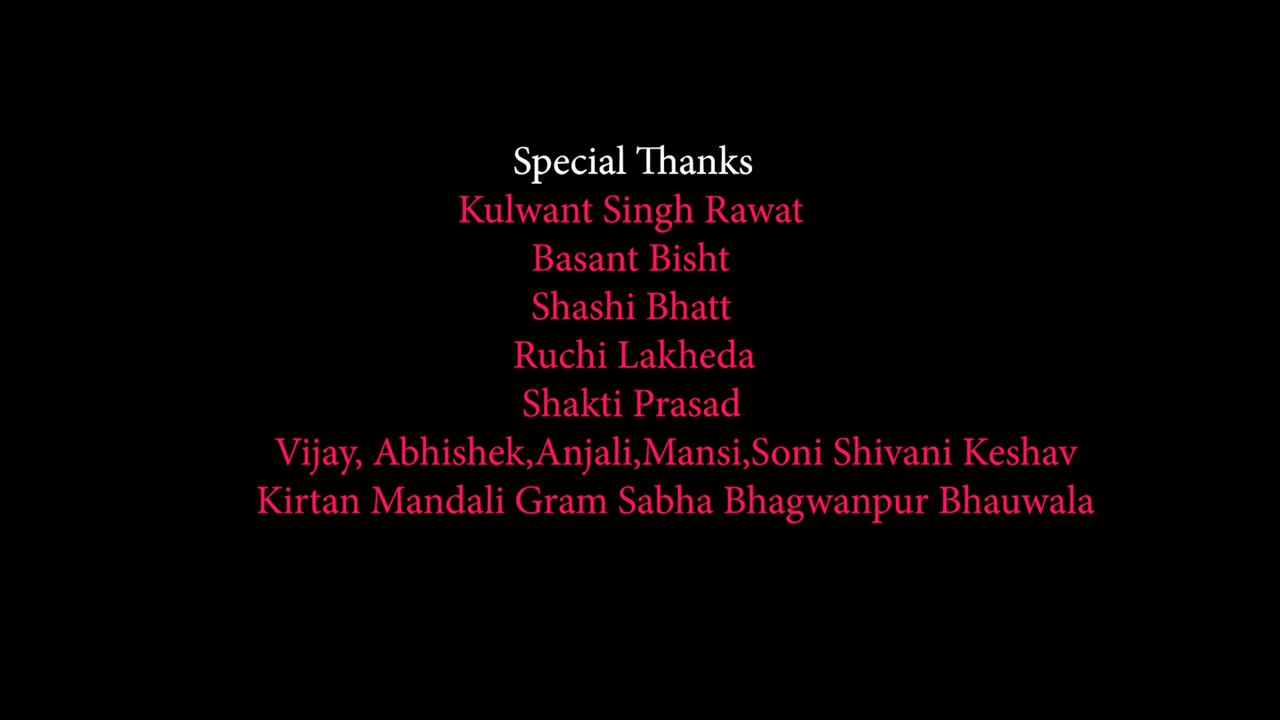 Special Thanks
Kulwant Singh Rawat
Basant Bisht
Shashi Bhatt
Ruchi Lakheda
Shakti Prasad
Vijay, Abhishek,Anjali,Mansi,Soni Shivani Keshav
Kirtan Mandali Gram Sabha Bhagwanpur Bhauwala